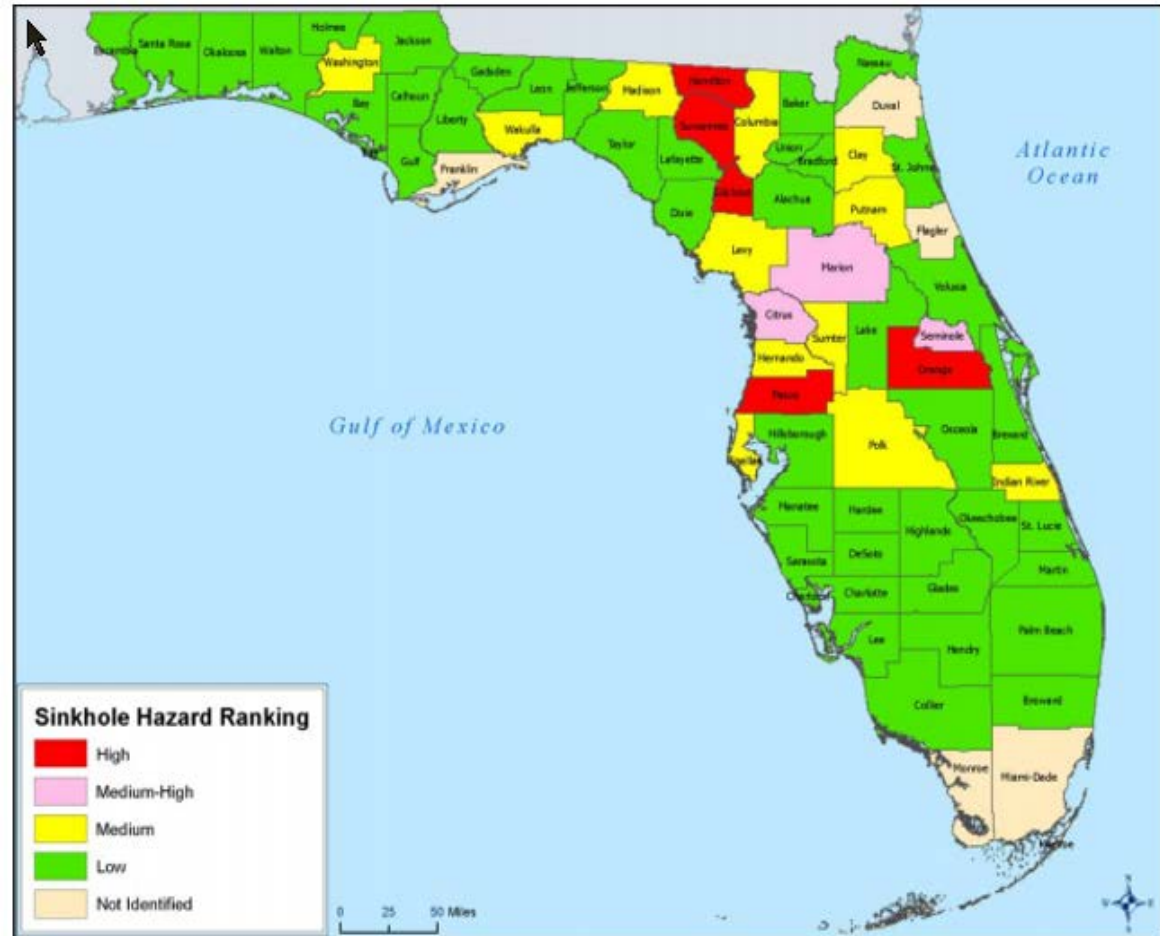 Holmes
Jackson
Escambia
Santa Rosa
Okaloosa
Walton
Washington
Gadsden
Leon
Jefferson
Madison
Hamilton
Nassau
Bay
Calhoun
Liberty
Wakulla
Suwannee
Columbia
Baker
Duval
Gulf
Franklin
Taylor
Lafayette
Union
Bradford
Clay
St. Johns
Atlantic
Ocean
Dixie
Gilchrist
Alachua
Putnam
Flagler
Levy
Marion
Volusia
Citrus
Sumter
Lake
Seminole
Hernando
Orange
Pasco
Gulf of Mexico
Hillsborough
Polk
Osceola
Brevard
Pinellas
Indian River
Manatee
Hardee
Highlands
Okeechobee
St. Lucie
Sarasota
DeSoto
Martin
Charlotte
Charlotte
Glades
Lee
Hendry
Palm Beach
Collier
Broward
Monroe
Miami-Dade
Monroe
Sinkhole Hazard Ranking
High
Medium-High
Medium
Low
Not Identified
0 25 50 Miles
N
W E
S